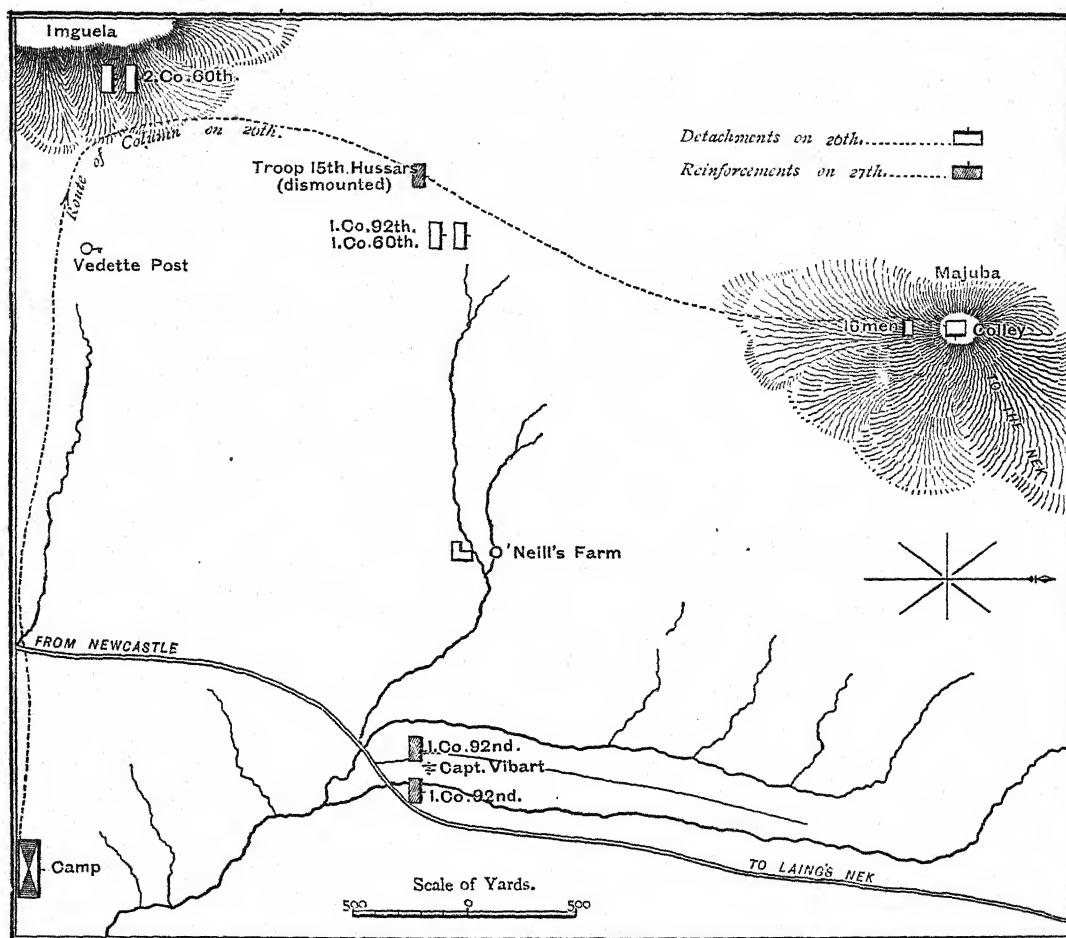 Imguela
2.Co.60th.
Route of Column on 26th.
Detachments on 26th.
Reinforcements on 27th.
Troop 15th.Hussars
(dismounted)
1.Co.92th.
1.Co.60th.
Vedette Post
Majuba
16men
Colley
TO THE NEK
O'Neill's Farm
FROM NEWCASTLE
1.Co.92nd.
Capt. Vibart
1.Co.92nd.
Camp
TO LAING'S NEK
Scale of Yards.
500 0 500